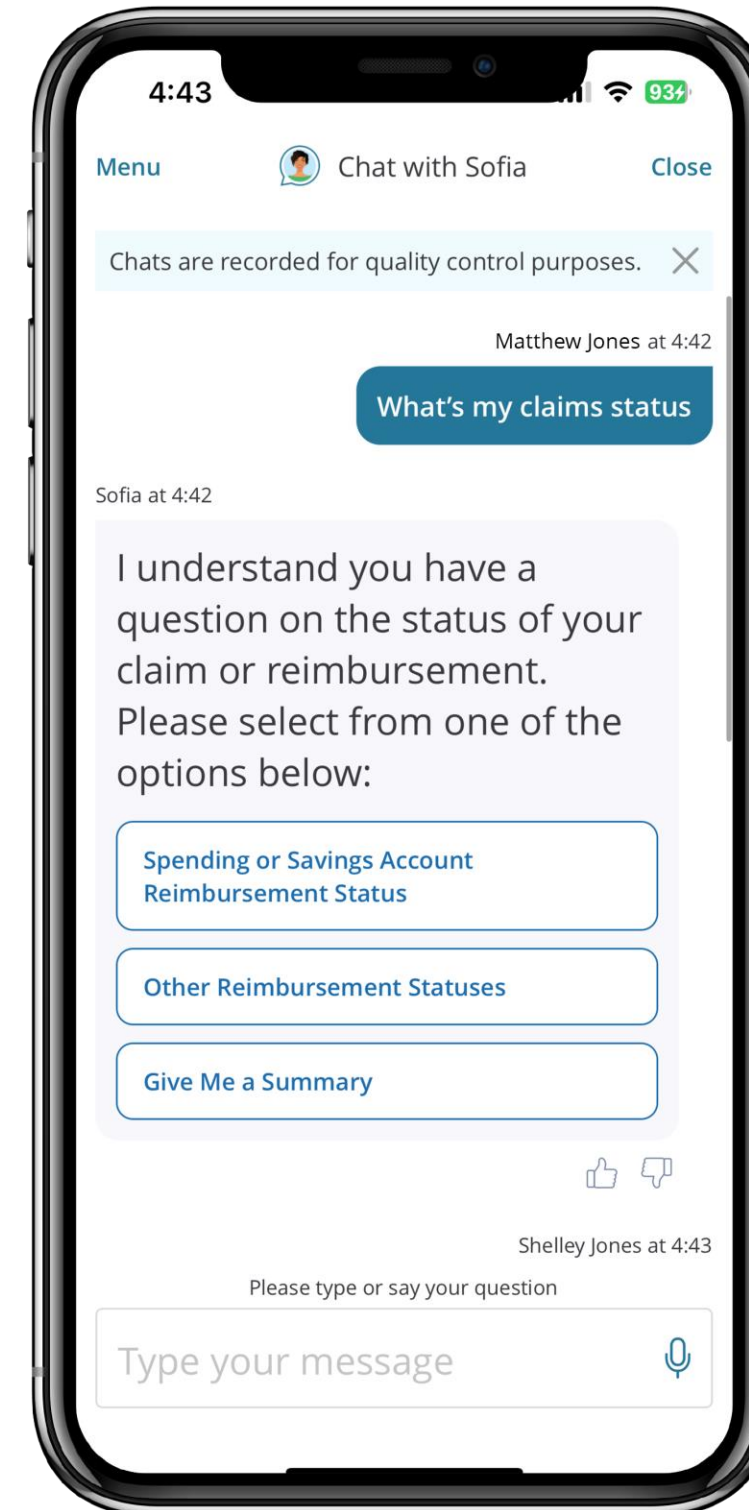 4:43
93
Menu
Chat with Sofia
Close
Chats are recorded for quality control purposes.
Matthew Jones at 4:42
What’s my claims status
Sofia at 4:42
I understand you have a
question on the status of your
claim or reimbursement.
Please select from one of the
options below:
Spending or Savings Account
Reimbursement Status
Other Reimbursement Statuses
Give Me a Summary
Shelley Jones at 4:43
Please type or say your question
Type your message